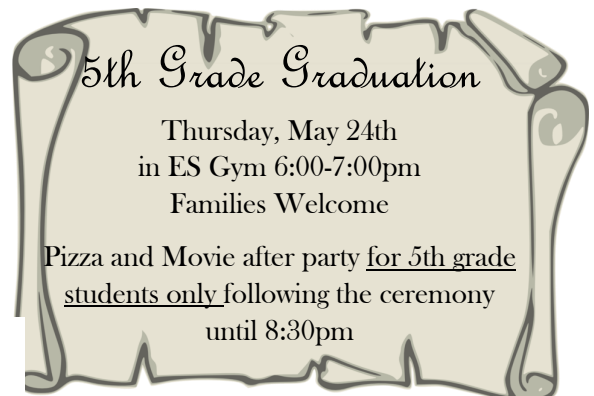 5th Grade Graduation
Thursday, May 24th
in ES Gym 6:00-7:00pm
Families Welcome
Pizza and Movie after party for 5th grade
students only following the ceremony
until 8:30pm